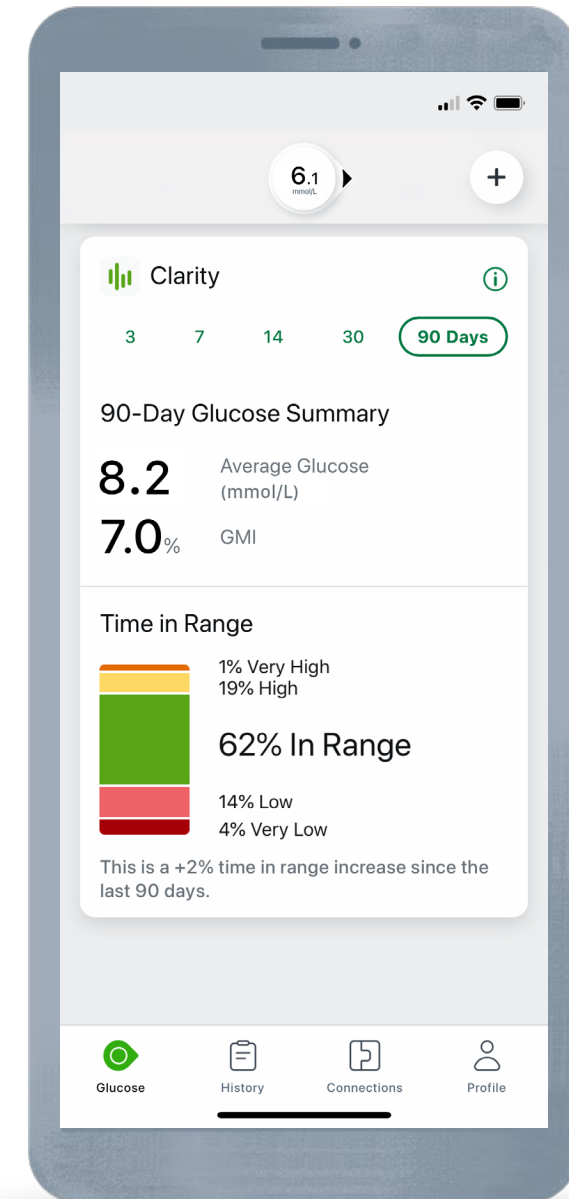 6.1
mmol/L
+
Clarity
3 7 14 30 90 Days
90-Day Glucose Summary
8.2 Average Glucose
(mmol/L)
7.0% GMI
Time in Range
1% Very High
19% High
62% In Range
14% Low
4% Very Low
This is a +2% time in range increase since the
last 90 days.
Glucose History Connections Profile